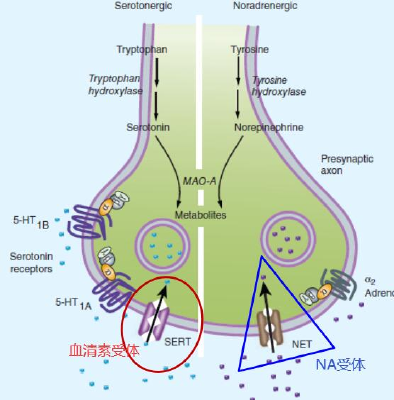 Serotonergic
Noradrenergic
Tryptophan
Tyrosine
Tryptophan
hydroxylase
Tyrosine
hydroxylase
Serotonin
Norepinephrine
MAO-A
Metabolites
Presynaptic
axon
5-HT1B
Serotonin
receptors
5-HT1A
α2
Adreno
SERT
NET
血清素受体
NA受体